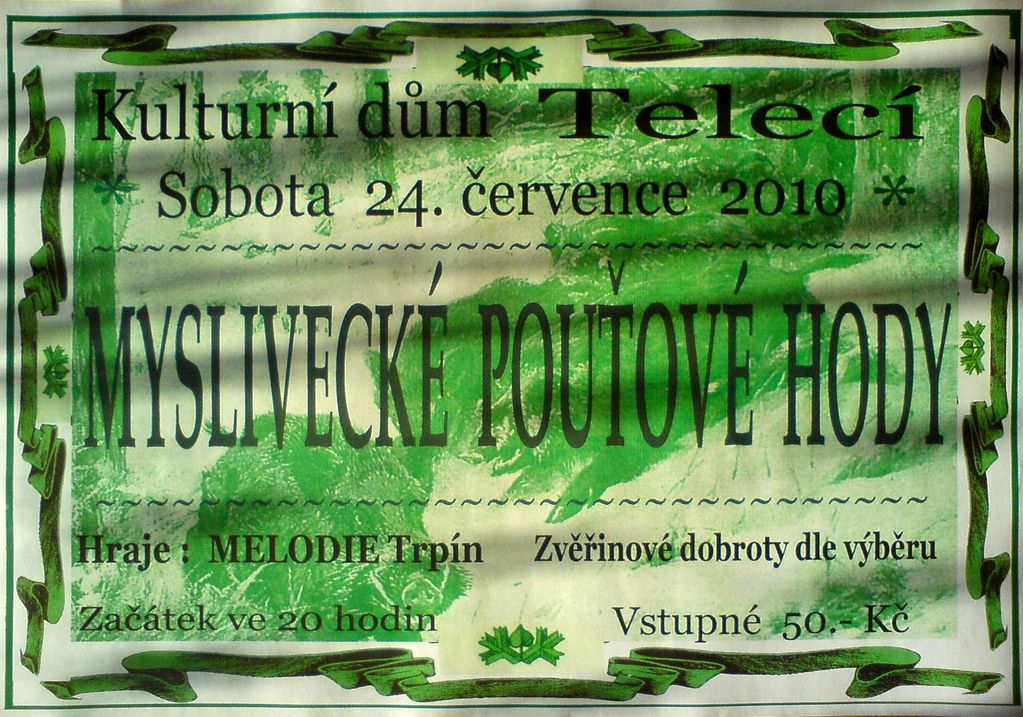 Kulturní dům Telecí
* Sobota 24. července 2010 *
~~~~~~~~~~~~~~~~~~~~~~~~~~~~~~~~
MYSLIVECKÉ POUŤOVÉ HODY
~~~~~~~~~~~~~~~~~~~~~~~~~~~~~~~~
Hraje : MELODIE Trpín Zvěřinové dobroty dle výběru
Začátek ve 20 hodin Vstupné 50.- Kč